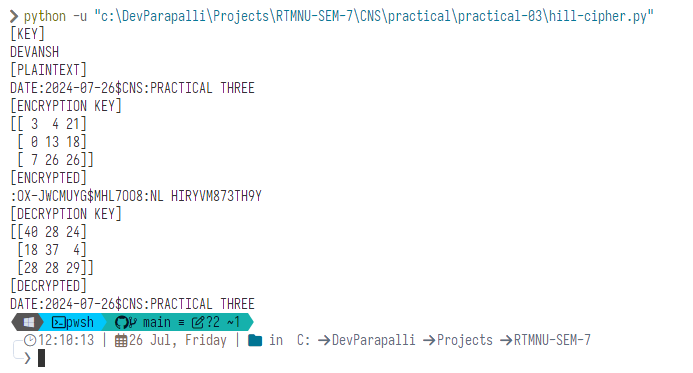 ❯ python -u "c:\DevParapalli\Projects\RTMNU-SEM-7\CNS\practical\practical-03\hill-cipher.py"
[KEY]
DEVANSH
[PLAINTEXT]
DATE:2024-07-26$CNS:PRACTICAL THREE
[ENCRYPTION KEY]
[[ 3  4 21]
 [ 0 13 18]
 [ 7 26 26]]
[ENCRYPTED]
:OX-JWCMUYG$MHL7OO8:NL HIRYVM873TH9Y
[DECRYPTION KEY]
[[40 28 24]
 [18 37  4]
 [28 28 29]]
[DECRYPTED]
DATE:2024-07-26$CNS:PRACTICAL THREE
pwsh main ≡ ?2 ~1
12:10:13 | 26 Jul, Friday | in C: → DevParapalli → Projects → RTMNU-SEM-7
❯